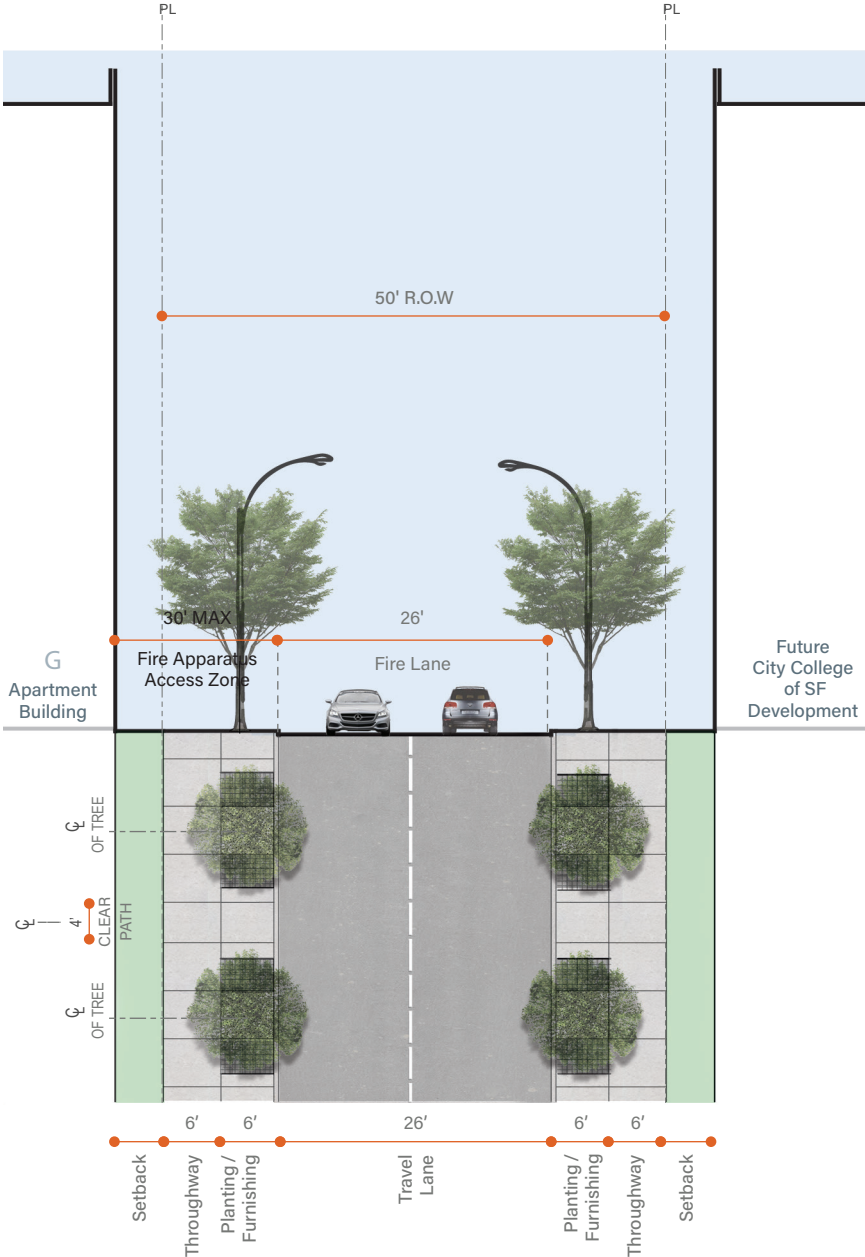 PL
PL
50' R.O.W
30' MAX
26'
Fire Apparatus
Access Zone
Fire Lane
G
Apartment
Building
Future
City College
of SF
Development
℄
OF TREE
℄
4'
CLEAR
PATH
℄
OF TREE
6’
6’
26’
6’
6’
Setback
Throughway
Planting /
Furnishing
Travel
Lane
Planting /
Furnishing
Throughway
Setback